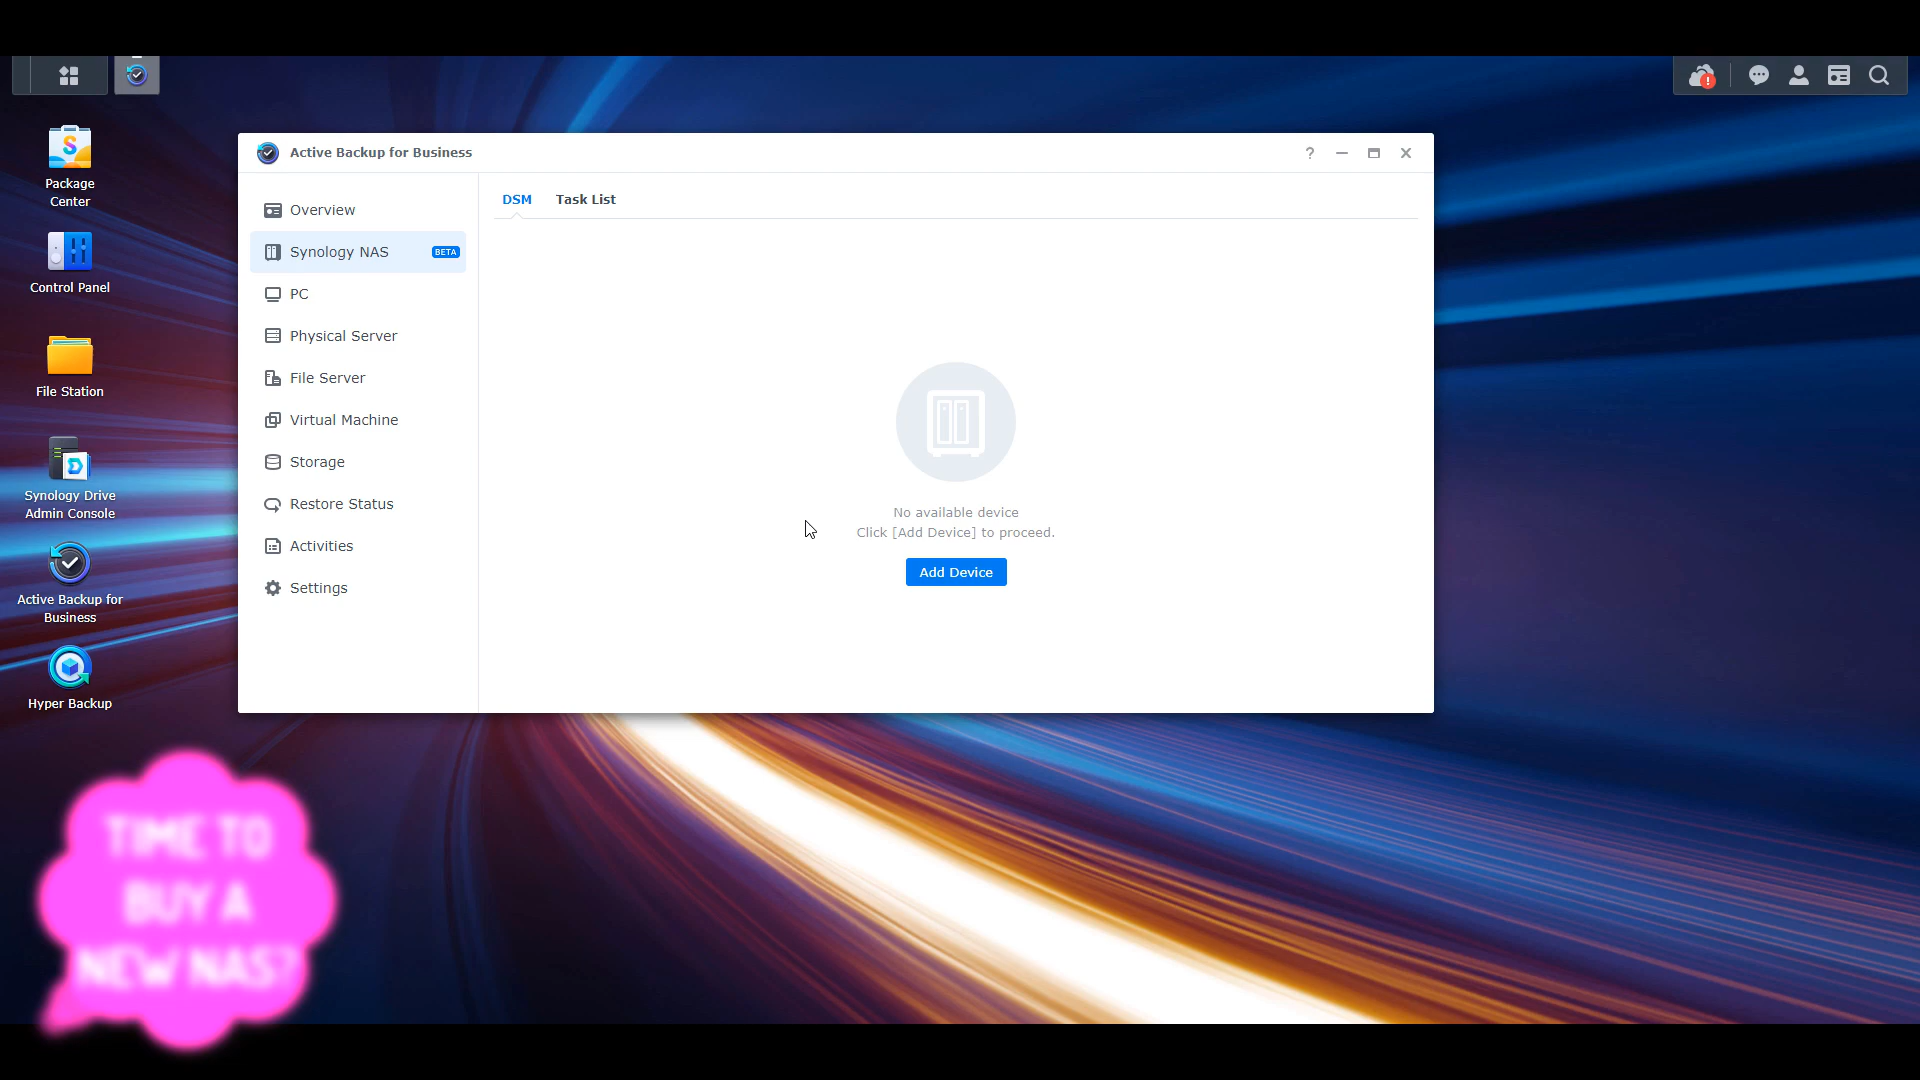 Active Backup for Business
Overview
Synology NAS BETA
PC
Physical Server
File Server
Virtual Machine
Storage
Restore Status
Activities
Settings
DSM Task List
No available device
Click [Add Device] to proceed.
Add Device
Package
Center
Control Panel
File Station
Synology Drive
Admin Console
Active Backup for
Business
Hyper Backup
TIME TO
BUY A
NEW NAS?